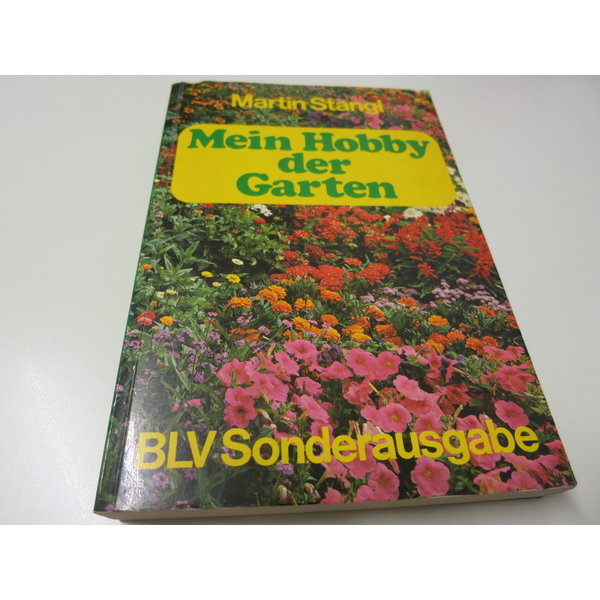 Martin Stangl
Mein Hobby
der
Garten
BLV Sonderausgabe